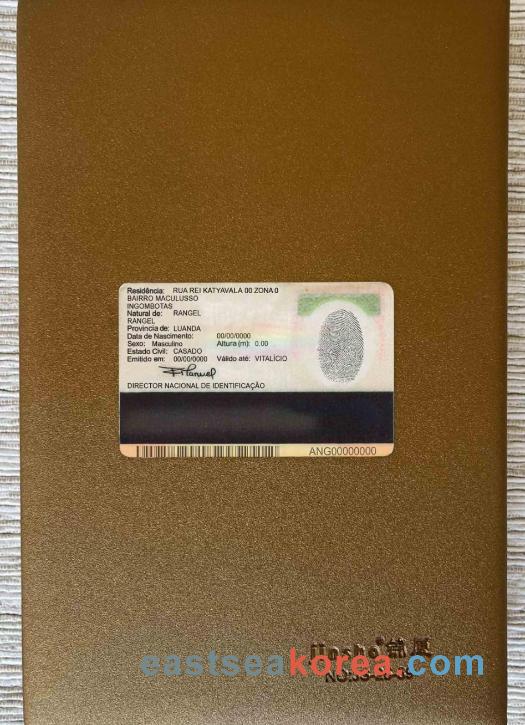 Residência: RUA REI KATYAVALA 00 ZONA 0
BAIRRO MACULUSSO
INGOMBOTAS
Natural de: RANGEL
RANGEL
Provincia de: LUANDA
Data de Nascimento: 00/00/0000
Sexo: Masculino Altura (m): 0.00
Estado Civil: CASADO
Emitido em: 00/00/0000 Válido até: VITALÍCIO
DIRECTOR NACIONAL DE IDENTIFICAÇÃO
ANG00000000
eastseakorea.com